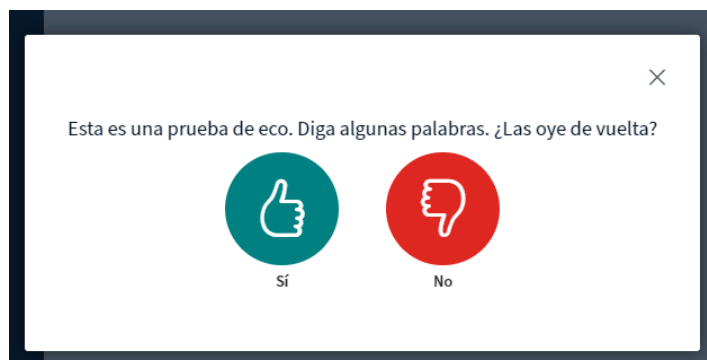 Esta es una prueba de eco. Diga algunas palabras. ¿Las oye de vuelta?
Sí
No